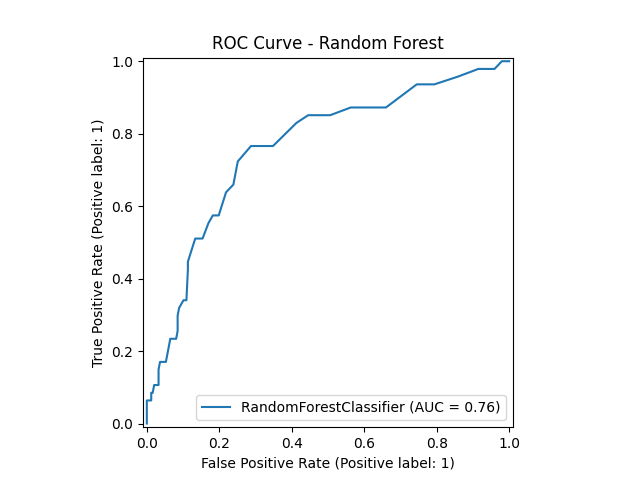 ROC Curve - Random Forest
True Positive Rate (Positive label: 1)
1.0
0.8
0.6
0.4
0.2
0.0
RandomForestClassifier (AUC = 0.76)
0.0 0.2 0.4 0.6 0.8 1.0
False Positive Rate (Positive label: 1)